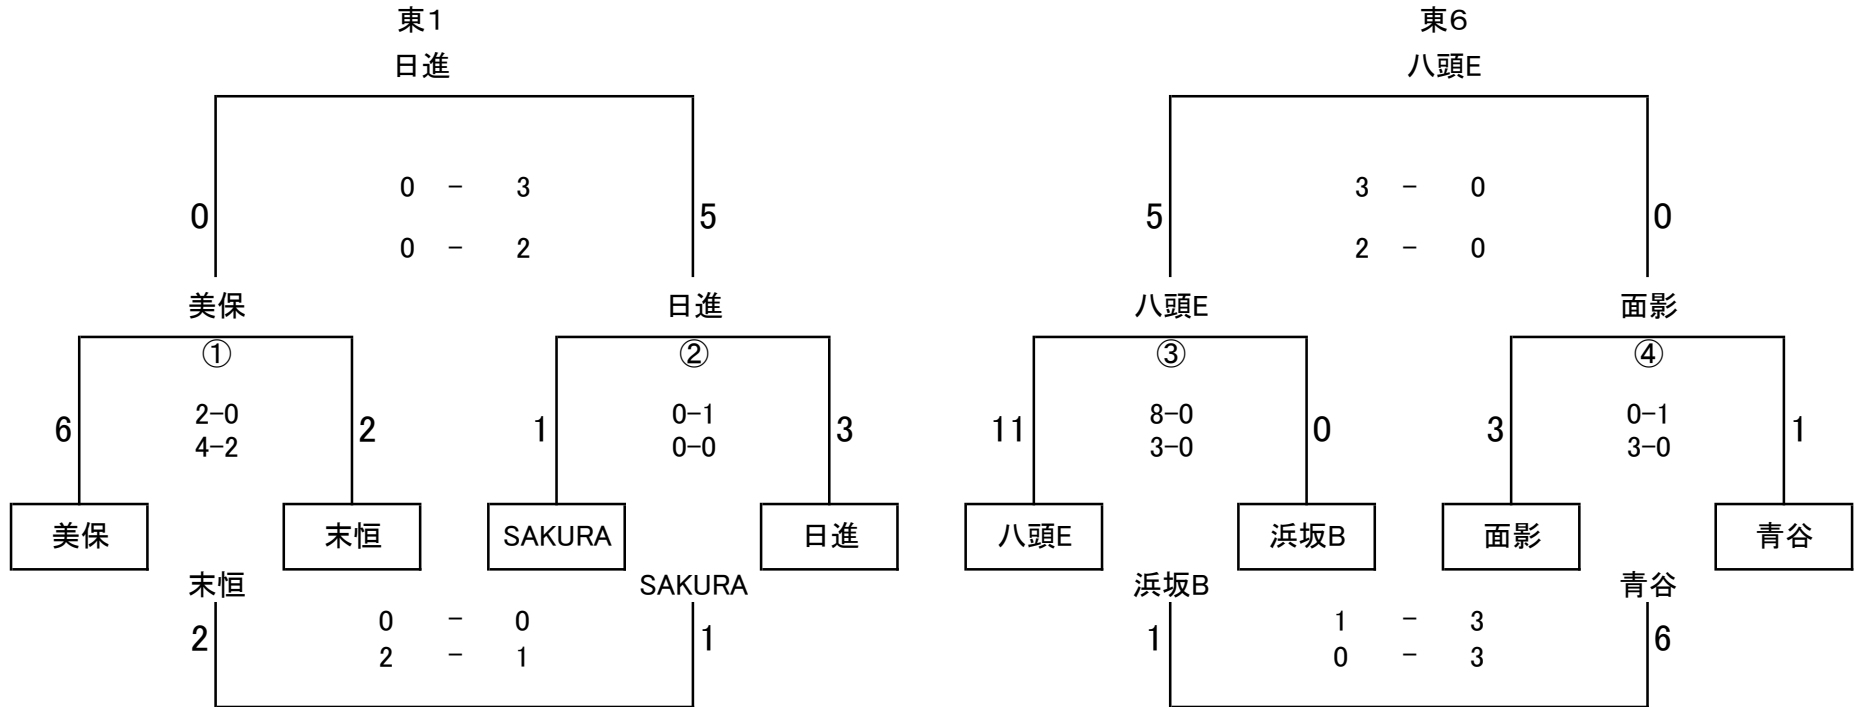 東1
日進
0 - 3
0 5
0 - 2
美保 日進
① ②
6 2-0 2 1 0-1 3
4-2 0-0
美保 末恒 SAKURA 日進
末恒 SAKURA
0 - 0
2 1
2 - 1
東6
八頭E
3 - 0
5 0
2 - 0
八頭E 面影
③ ④
11 8-0 0 3 0-1 1
3-0 3-0
八頭E 浜坂B 面影 青谷
浜坂B 青谷
1 - 3
1 6
0 - 3